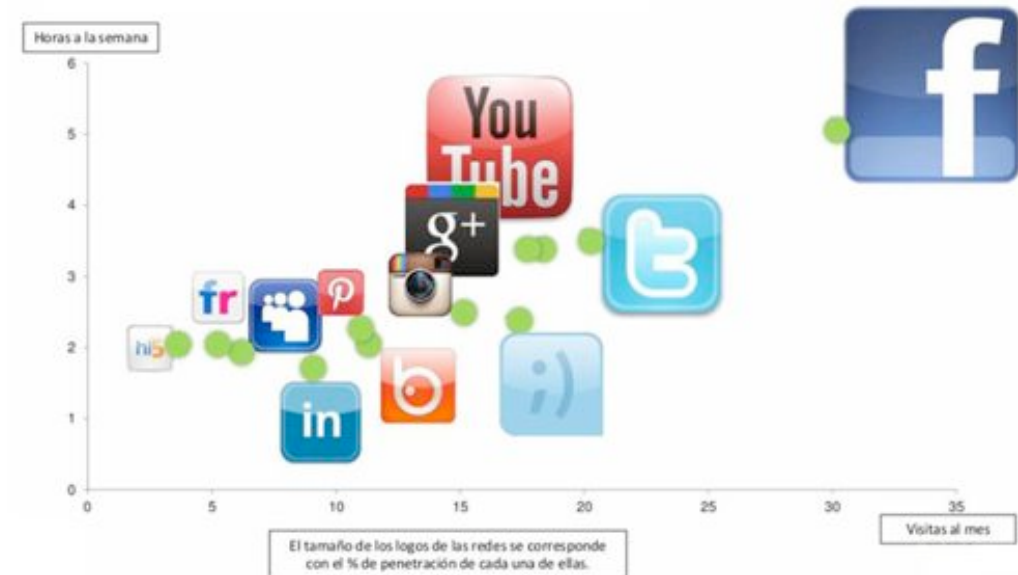 Horas a la semana
6
5
4
3
2
1
0
You
Tube
f
g+
t
fr
p
hi5
b
in
;)
0 5 10 15 20 25 30 35
Visitas al mes
El tamaño de los logos de las redes se corresponde
con el % de penetración de cada una de ellas.